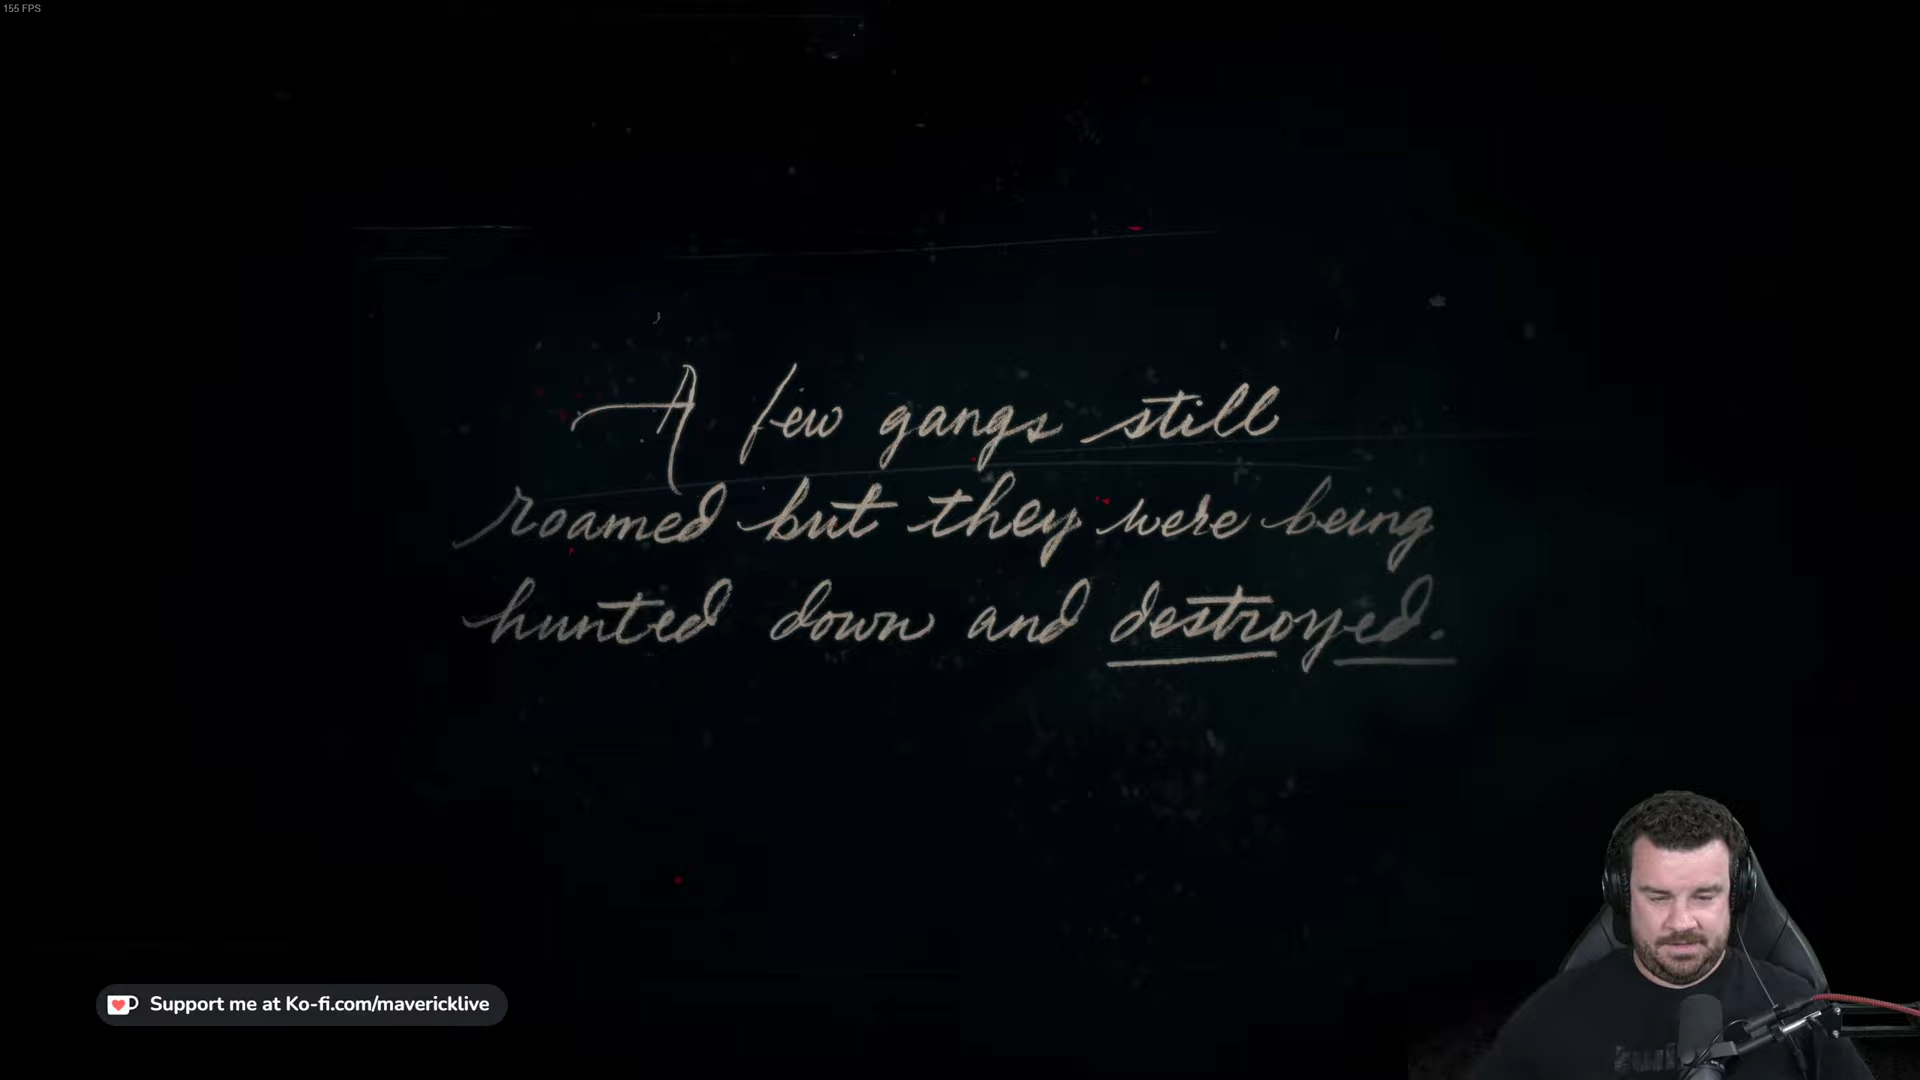 155 FPS
A few gangs still
roamed but they were being
hunted down and destroyed.
Support me at Ko-fi.com/mavericklive